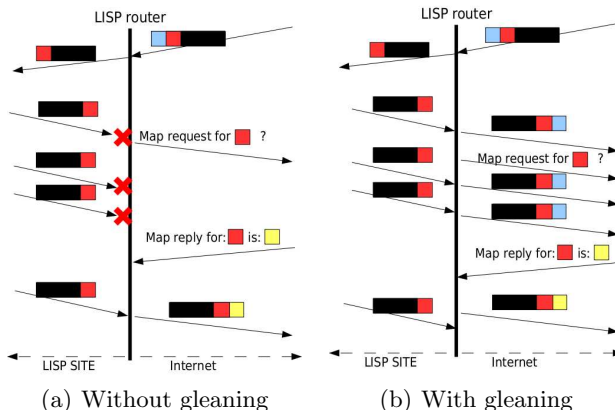 LISP router
Map request for ?
Map reply for: is:
LISP SITE
Internet
(a) Without gleaning
LISP router
Map request for ?
Map reply for: is:
LISP SITE
Internet
(b) With gleaning